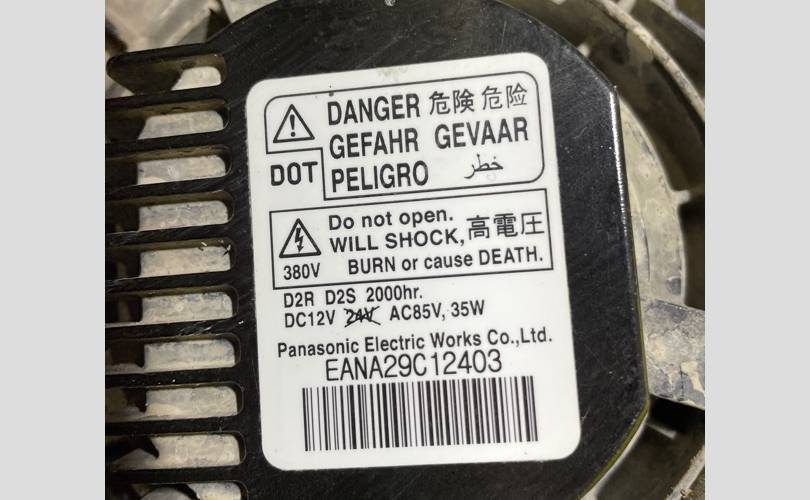 DANGER 危険 危险
GEFAHR GEVAAR
DOT PELIGRO خطر
Do not open.
WILL SHOCK, 高電圧
380V BURN or cause DEATH.
D2R D2S 2000hr.
DC12V 24V AC85V, 35W
Panasonic Electric Works Co.,Ltd.
EANA29C12403